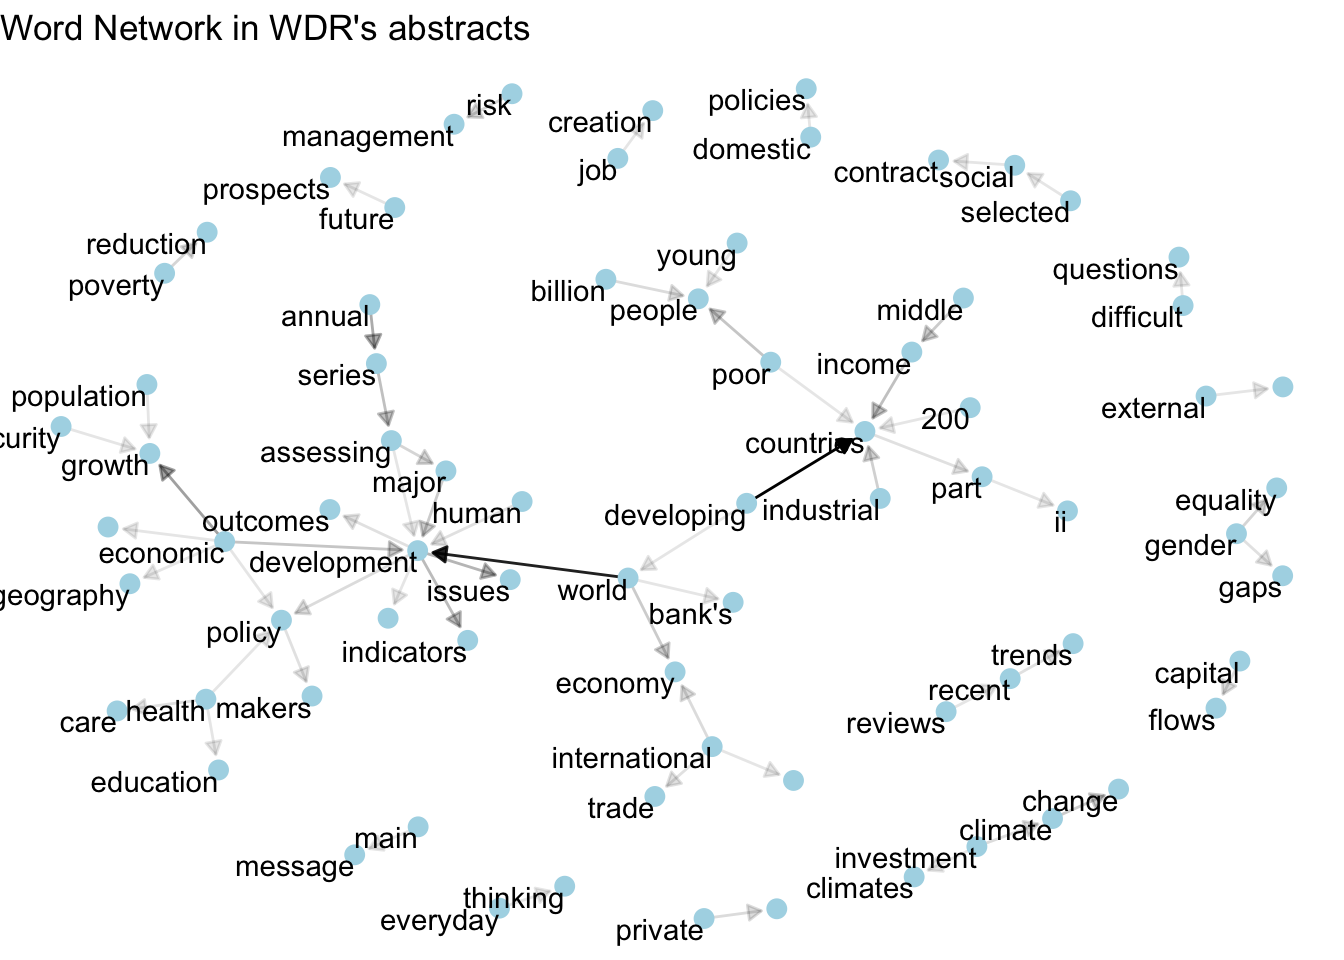 Word Network in WDR's abstracts
risk
management
creation
job
policies
domestic
contract
social
selected
prospects
future
reduction
poverty
young
billion
people
questions
difficult
annual
middle
series
income
poor
population
external
200
curity
growth
assessing
countries
major
part
equality
human
outcomes
developing
industrial
ii
economic
development
gender
geography
issues
world
gaps
bank's
policy
indicators
trends
economy
recent
capital
care
health
makers
reviews
flows
international
education
trade
change
main
climate
message
investment
climates
thinking
everyday
private